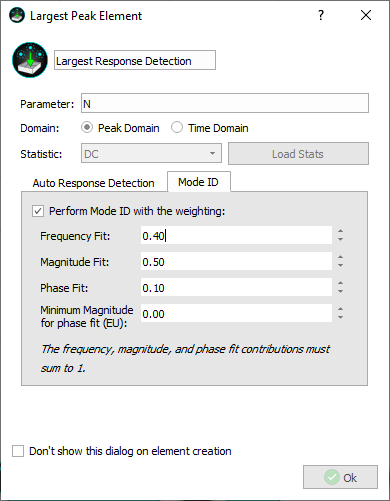 Largest Peak Element
Largest Response Detection
Parameter: N
Domain: Peak Domain Time Domain
Statistic: DC Load Stats
Auto Response Detection Mode ID
Perform Mode ID with the weighting:
Frequency Fit: 0.40
Magnitude Fit: 0.50
Phase Fit: 0.10
Minimum Magnitude
for phase fit (EU): 0.00
The frequency, magnitude, and phase fit contributions must
sum to 1.
Don't show this dialog on element creation
Ok